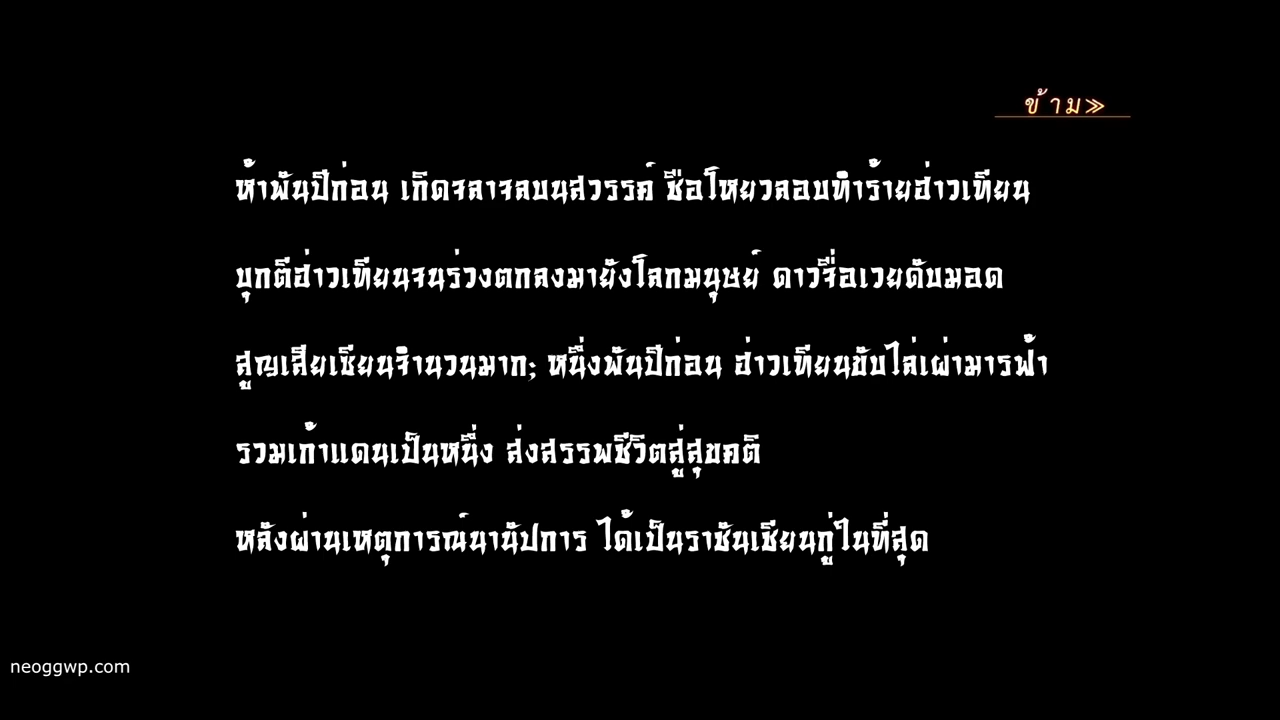 ข้าม»
ห้าพันปีก่อน เกิดจลาจลบนสวรรค์ ชือโหยวลอบทำร้ายฮ่าวเทียน
บุกตีฮ่าวเทียนจนร่วงตกลงมายังโลกมนุษย์ ดาวจื่อเวยดับมอด
สูญเสียเซียนจำนวนมาก; หนึ่งพันปีก่อน ฮ่าวเทียนขับไล่เผ่ามารฟ้า
รวมเก้าแดนเป็นหนึ่ง ส่งสรรพชีวิตสู่สุขคติ
หลังผ่านเหตุการณ์นานัปการ ได้เป็นราชันเซียนกู่ในที่สุด
neoggwp.com